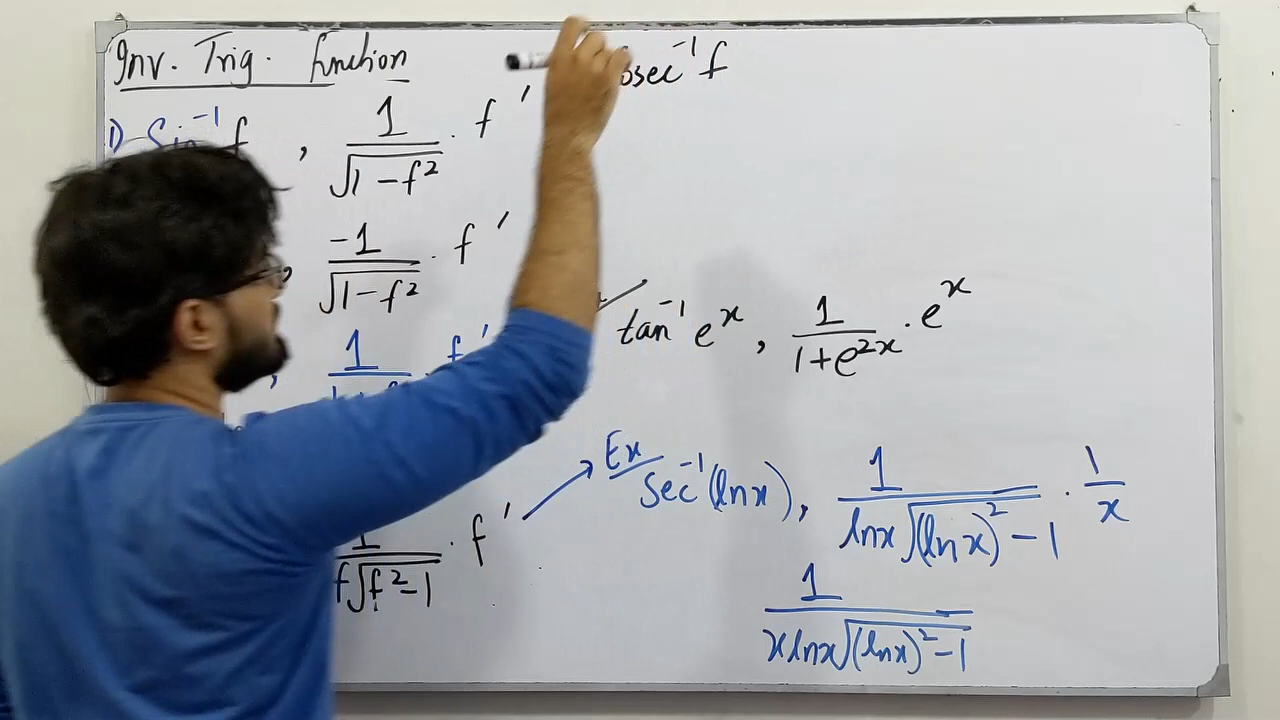 Inv. Trig. function
1) Sin⁻¹ f , 1/√(1-f²) · f'
-1/√(1-f²) · f'
, 1 f'
1/(f√(f²-1)) · f'
osec⁻¹ f
tan⁻¹ eˣ , 1/(1+e²ˣ) · eˣ
Ex
Sec⁻¹(lnx), 1/(lnx√((lnx)²-1)) · 1/x
1/(xlnx√((lnx)²-1))